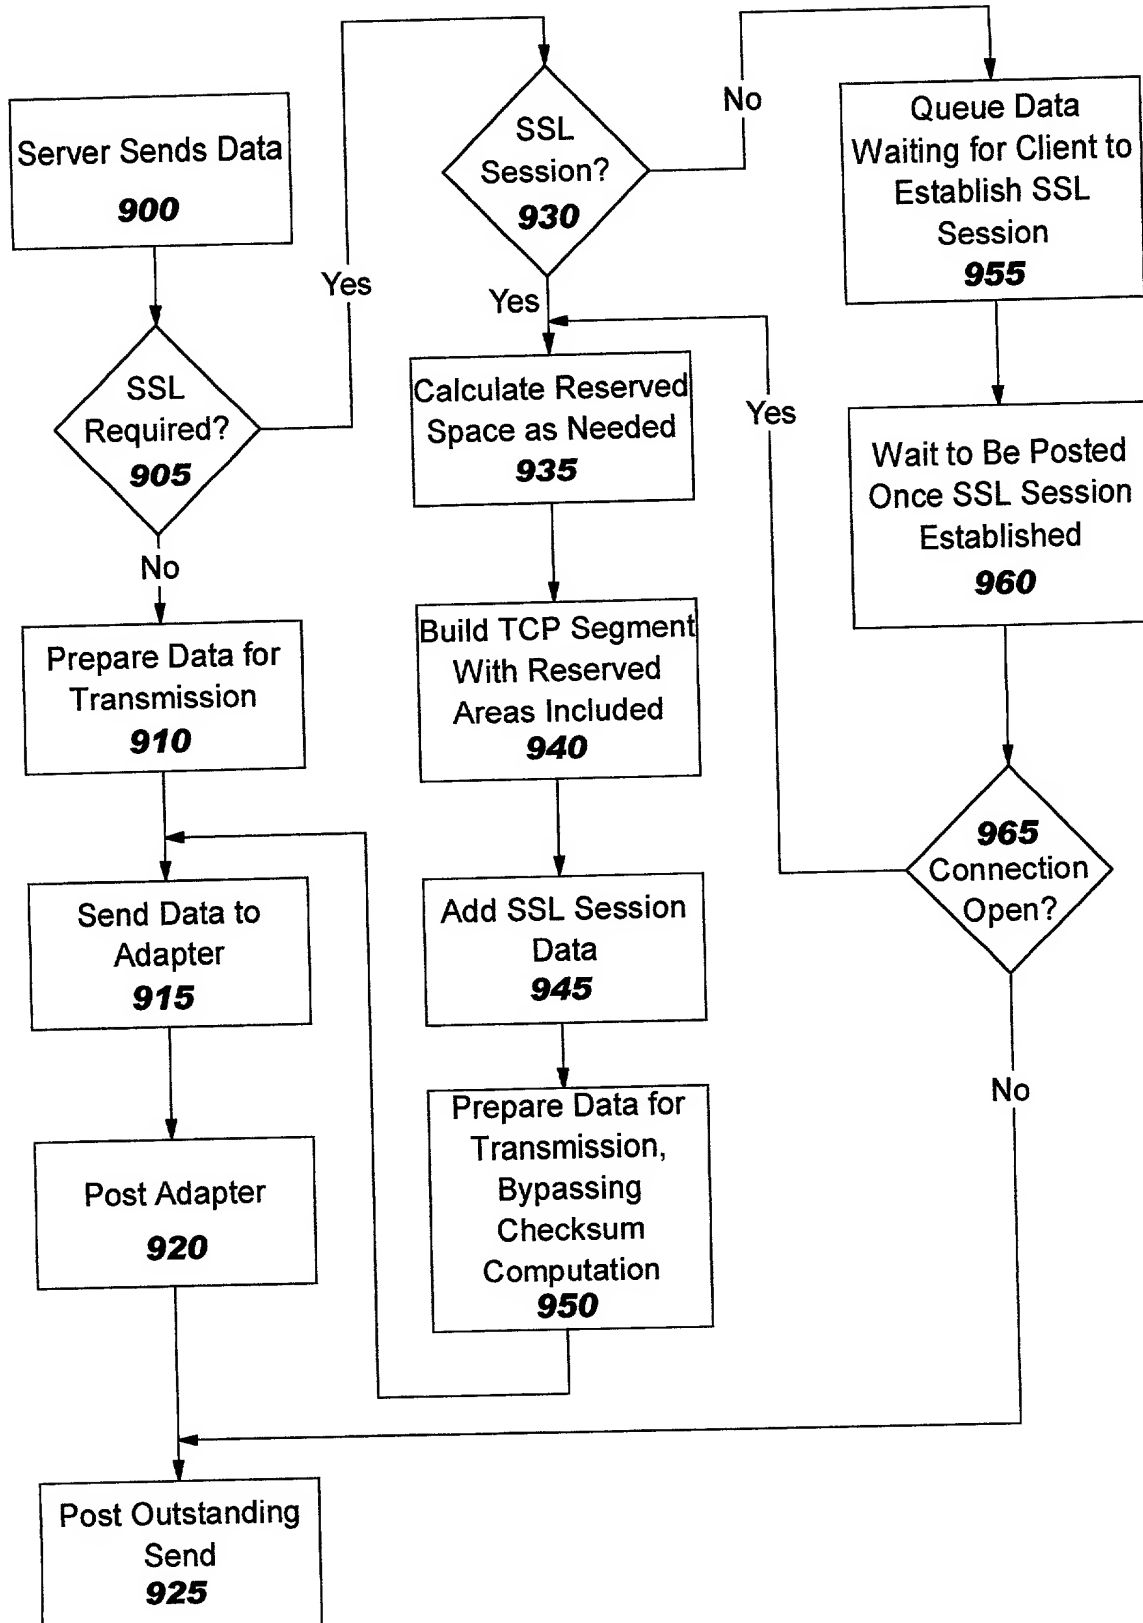 Server Sends Data
900
SSL
Required?
905
Yes
No
Prepare Data for
Transmission
910
Send Data to
Adapter
915
Post Adapter
920
Post Outstanding
Send
925
SSL
Session?
930
Yes
No
Calculate Reserved
Space as Needed
935
Build TCP Segment
With Reserved
Areas Included
940
Add SSL Session
Data
945
Prepare Data for
Transmission,
Bypassing
Checksum
Computation
950
Queue Data
Waiting for Client to
Establish SSL
Session
955
Wait to Be Posted
Once SSL Session
Established
960
965
Connection
Open?
Yes
No